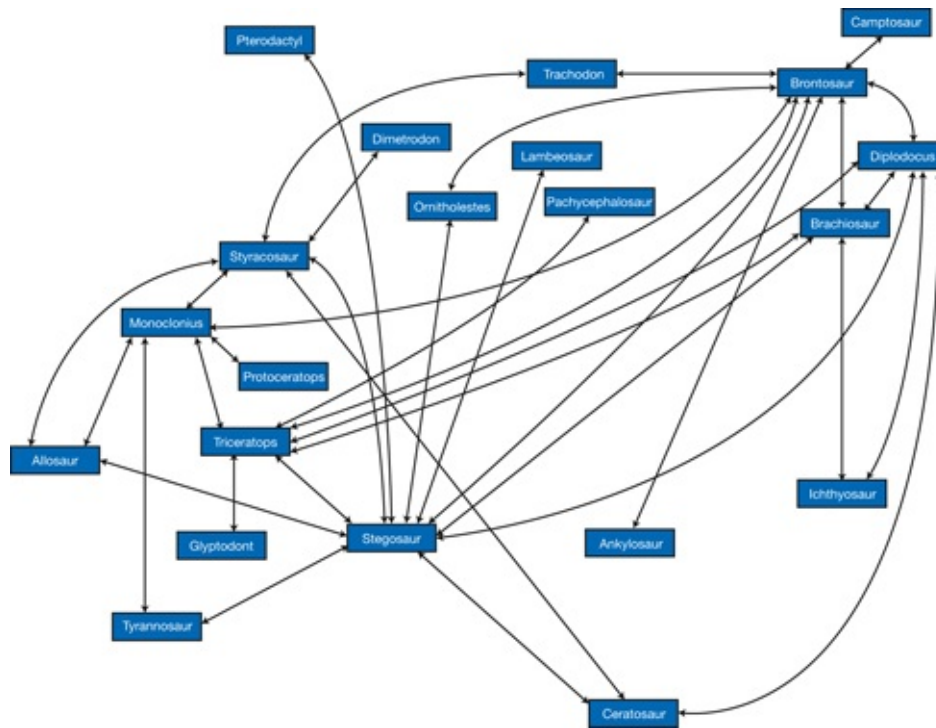 Camptosaur
Pterodactyl
Trachodon
Brontosaur
Dimetrodon
Lambeosaur
Diplodocus
Ornitholestes
Pachycephalosaur
Brachiosaur
Styracosaur
Monoclonius
Protoceratops
Triceratops
Allosaur
Ichthyosaur
Glyptodont
Stegosaur
Ankylosaur
Tyrannosaur
Ceratosaur